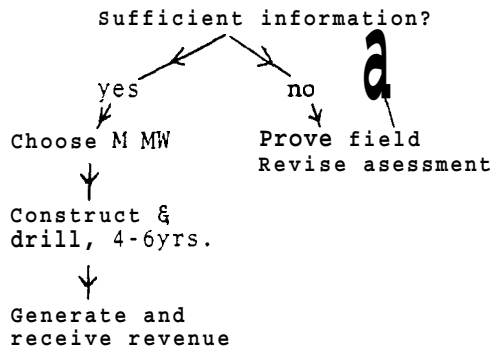 Sufficient information?
a
yes
no
Choose M MW
Prove field
Revise asessment
Construct &
drill, 4-6yrs.
Generate and
receive revenue